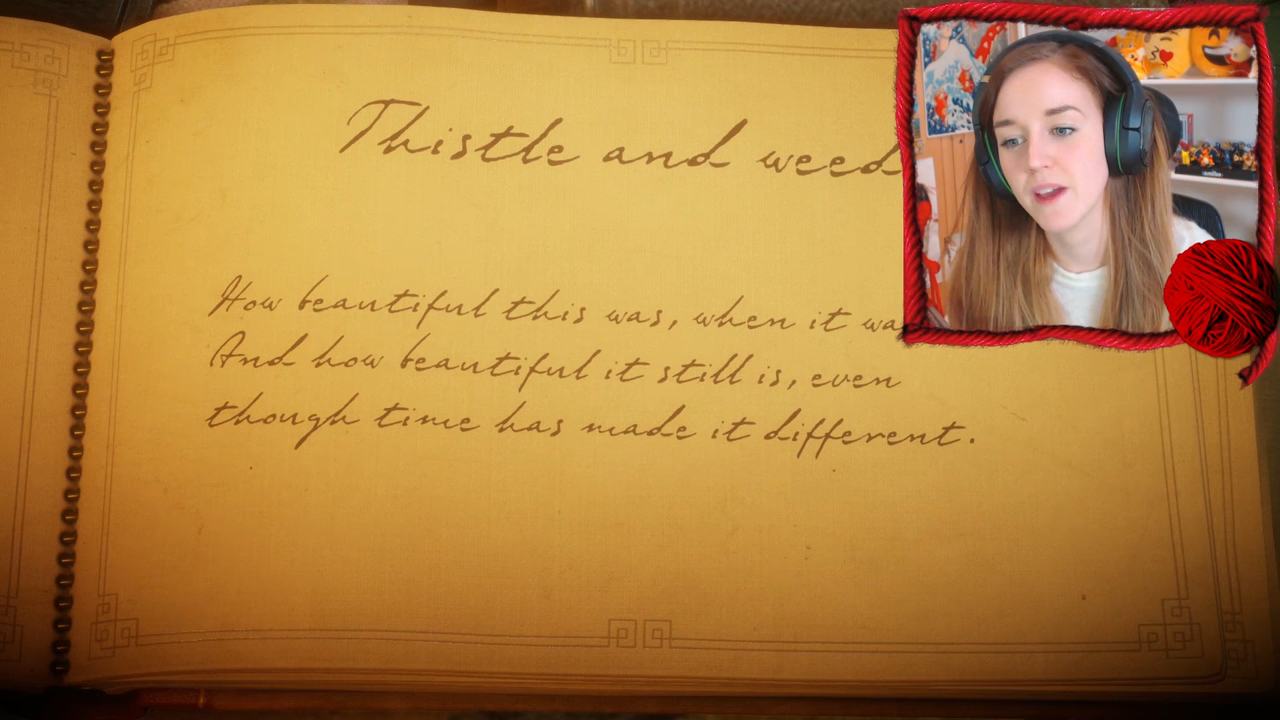 Thistle and weed
How beautiful this was, when it
And how beautiful it still is, even
though time has made it different.